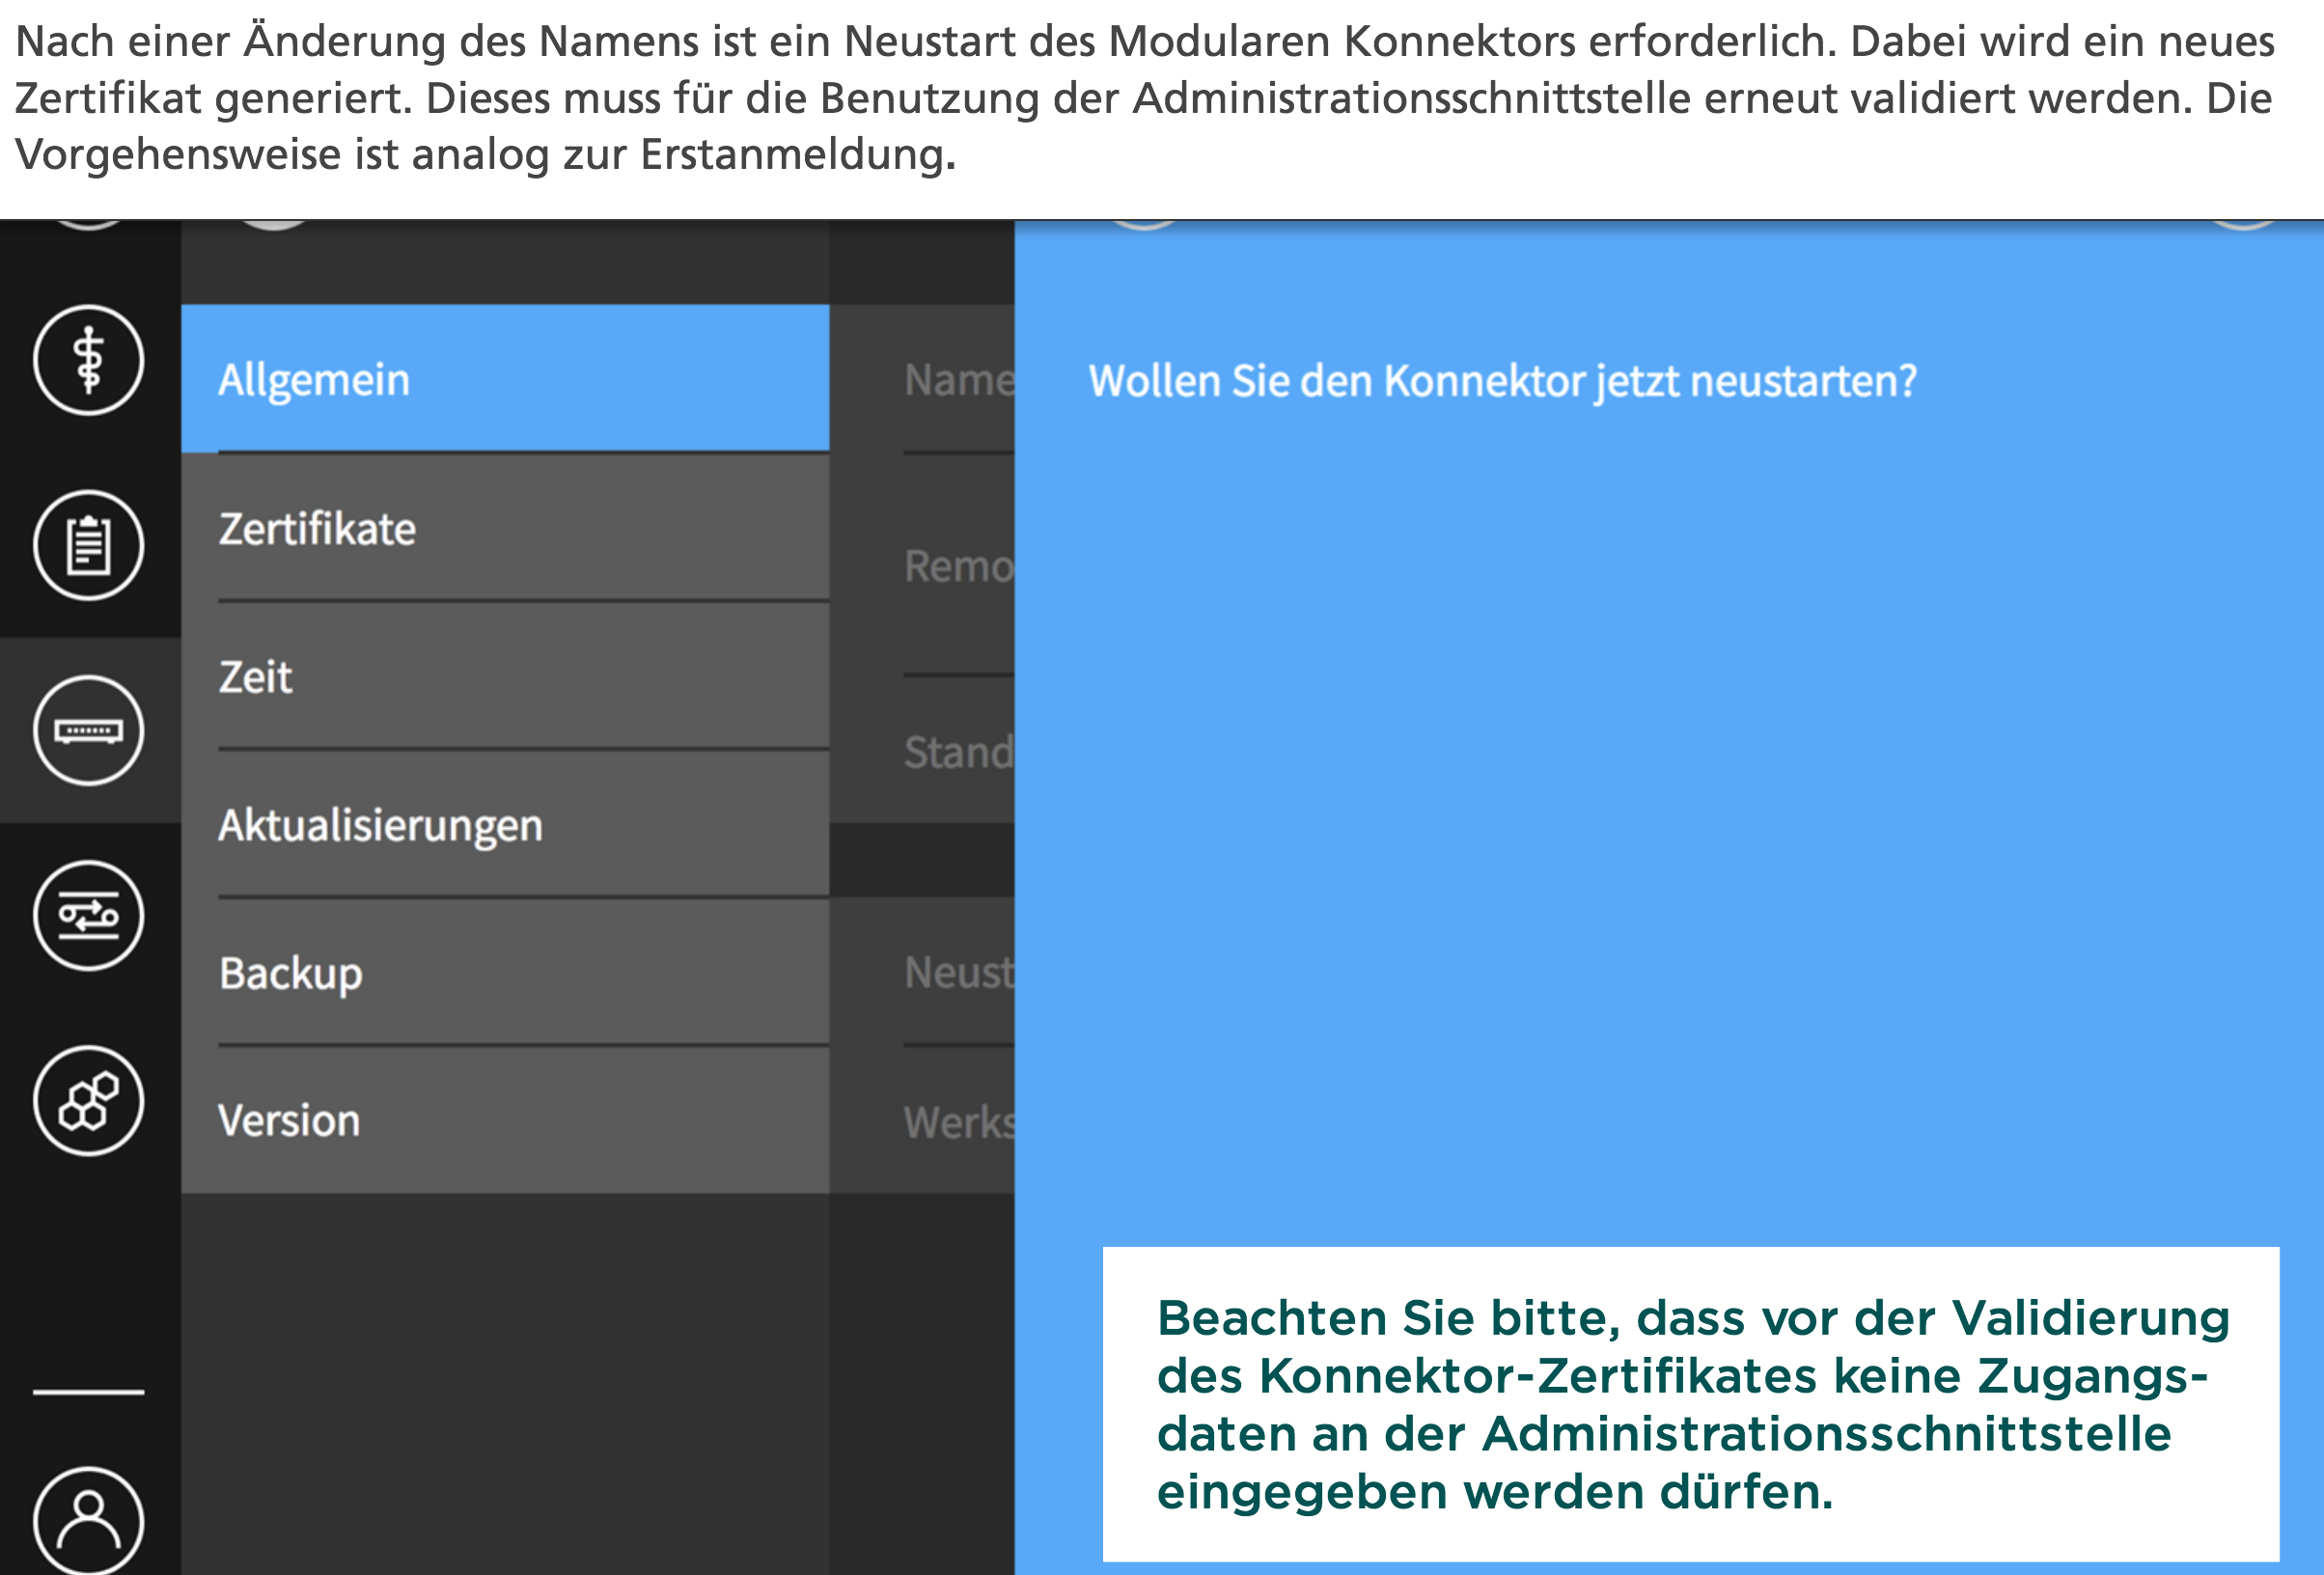 Nach einer Änderung des Namens ist ein Neustart des Modularen Konnektors erforderlich. Dabei wird ein neues
Zertifikat generiert. Dieses muss für die Benutzung der Administrationsschnittstelle erneut validiert werden. Die
Vorgehensweise ist analog zur Erstanmeldung.
Allgemein
Zertifikate
Zeit
Aktualisierungen
Backup
Version
Name
Remo
Stand
Neust
Werks
Wollen Sie den Konnektor jetzt neustarten?
Beachten Sie bitte, dass vor der Validierung
des Konnektor-Zertifikates keine Zugangs-
daten an der Administrationsschnittstelle
eingegeben werden dürfen.